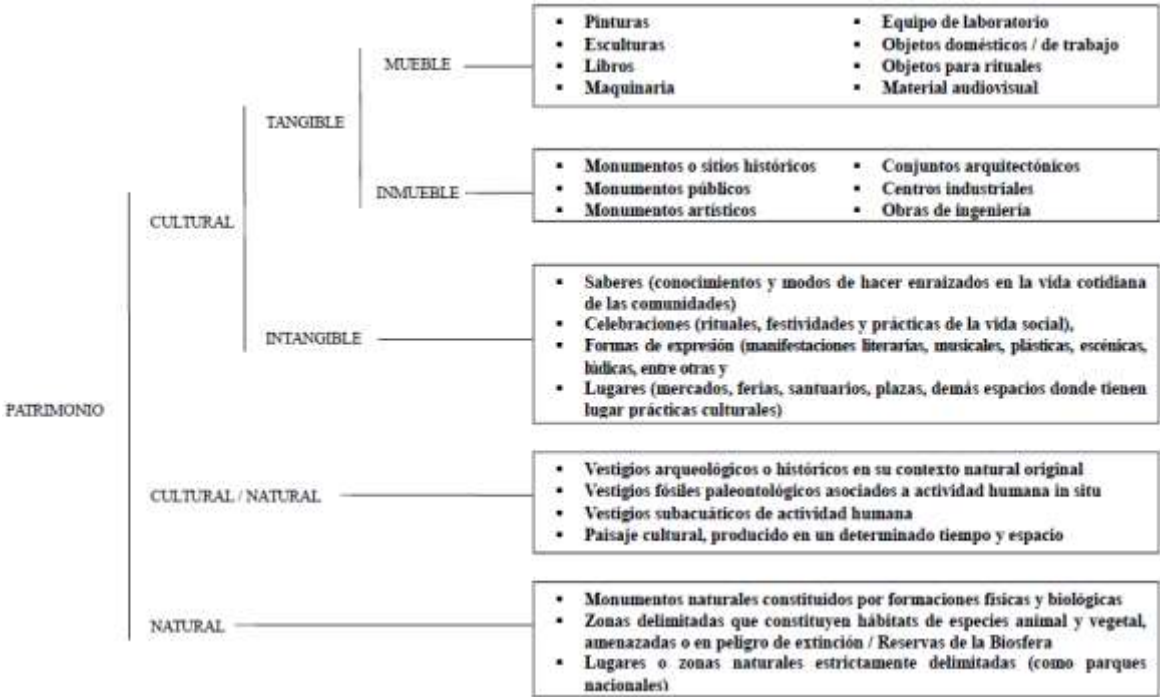 PATRIMONIO
CULTURAL
TANGIBLE
MUEBLE
▪ Pinturas
▪ Esculturas
▪ Libros
▪ Maquinaria
▪ Equipo de laboratorio
▪ Objetos domésticos / de trabajo
▪ Objetos para rituales
▪ Material audiovisual
INMUEBLE
▪ Monumentos o sitios históricos
▪ Monumentos públicos
▪ Monumentos artísticos
▪ Conjuntos arquitectónicos
▪ Centros industriales
▪ Obras de ingeniería
INTANGIBLE
▪ Saberes (conocimientos y modos de hacer enraizados en la vida cotidiana
de las comunidades)
▪ Celebraciones (rituales, festividades y prácticas de la vida social),
▪ Formas de expresión (manifestaciones literarias, musicales, plásticas, escénicas,
lúdicas, entre otras y
▪ Lugares (mercados, ferias, santuarios, plazas, demás espacios donde tienen
lugar prácticas culturales)
CULTURAL / NATURAL
▪ Vestigios arqueológicos o históricos en su contexto natural original
▪ Vestigios fósiles paleontológicos asociados a actividad humana in situ
▪ Vestigios subacuáticos de actividad humana
▪ Paisaje cultural, producido en un determinado tiempo y espacio
NATURAL
▪ Monumentos naturales constituidos por formaciones físicas y biológicas
▪ Zonas delimitadas que constituyen hábitats de especies animal y vegetal,
amenazadas o en peligro de extinción / Reservas de la Biosfera
▪ Lugares o zonas naturales estrictamente delimitadas (como parques
nacionales)